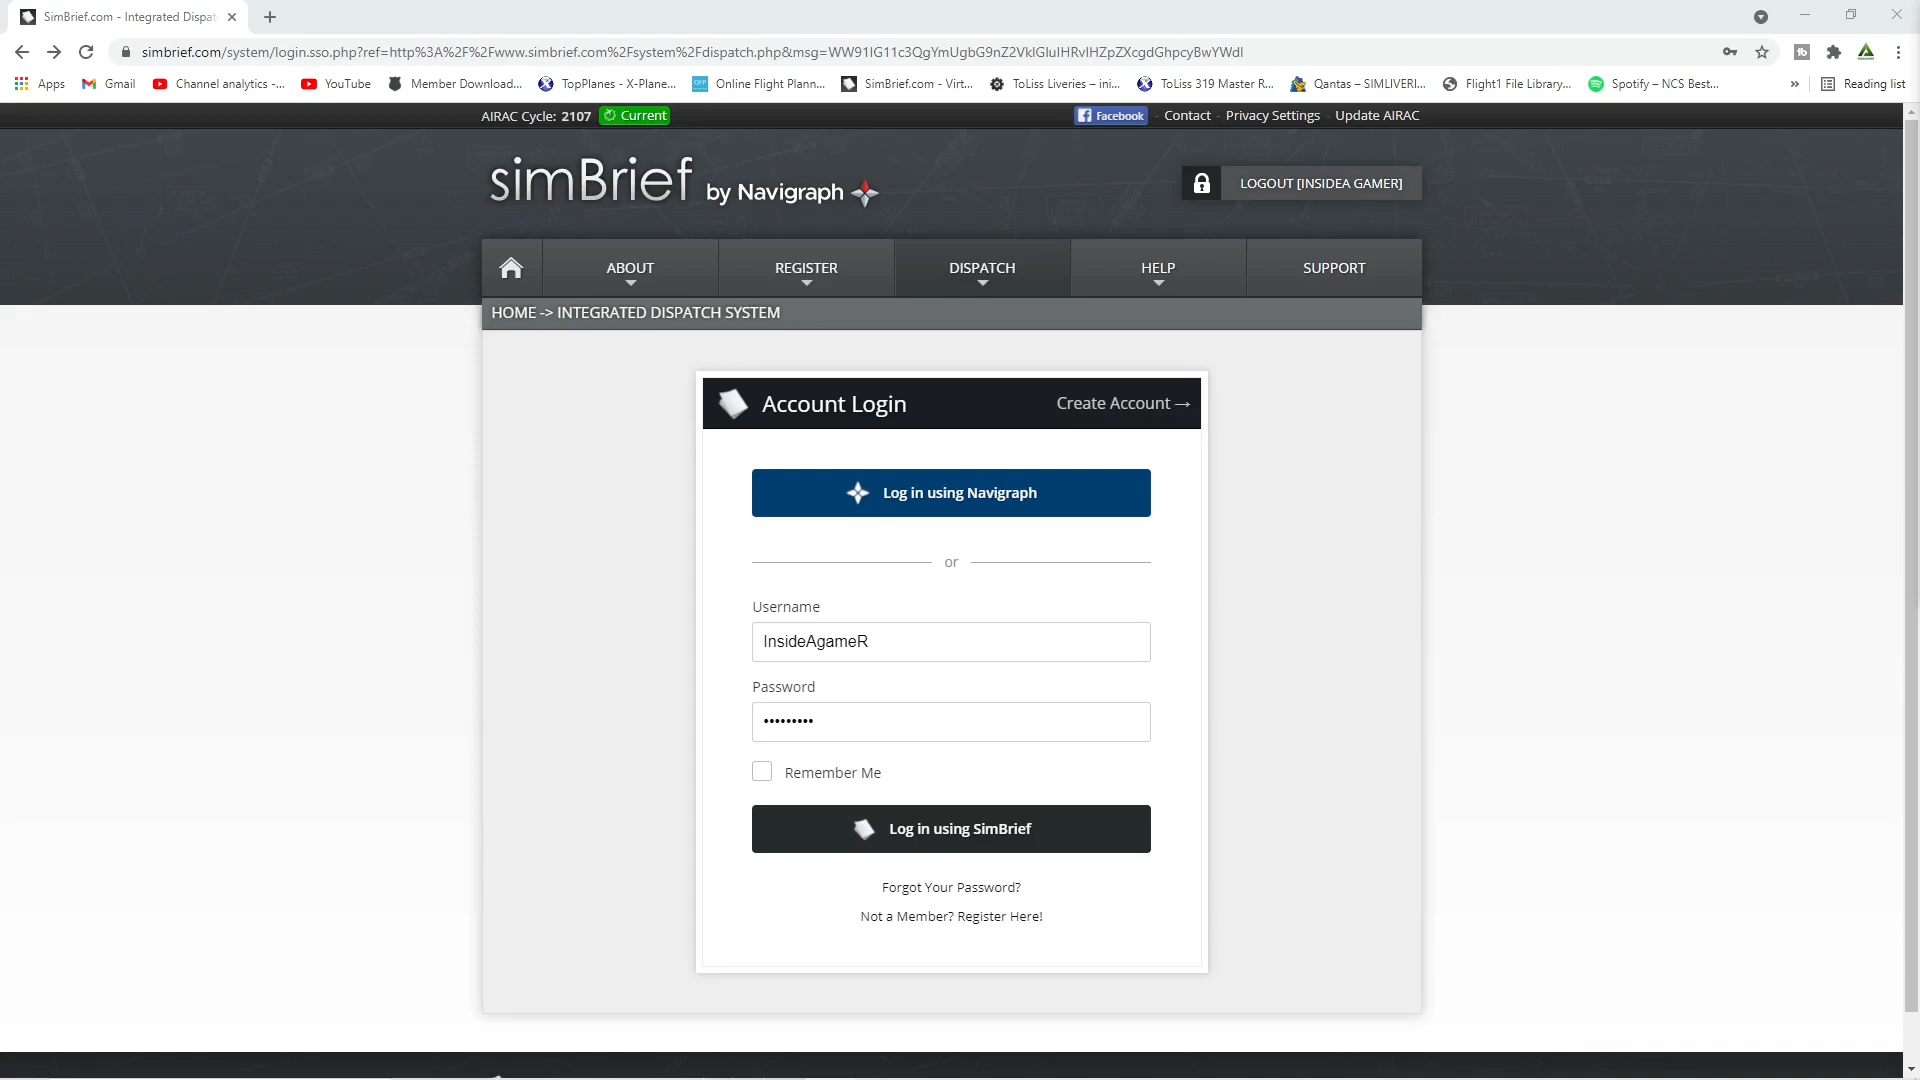 SimBrief.com - Integrated Dispat
simbrief.com/system/login.sso.php?ref=http%3A%2F%2Fwww.simbrief.com%2Fsystem%2Fdispatch.php&msg=WW91IG11c3QgYmUgbG9nZ2VkIGluIHRvIHZpZXcgdGhpcyBwYWdl
Apps Gmail Channel analytics -... YouTube Member Download... TopPlanes - X-Plane... Online Flight Plann... SimBrief.com - Virt... ToLiss Liveries – ini... ToLiss 319 Master R... Qantas – SIMLIVERI... Flight1 File Library... Spotify – NCS Best... » Reading list
AIRAC Cycle: 2107 Current Facebook - Contact - Privacy Settings - Update AIRAC
simBrief by Navigraph
LOGOUT [INSIDEA GAMER]
ABOUT REGISTER DISPATCH HELP SUPPORT
HOME -> INTEGRATED DISPATCH SYSTEM
Account Login Create Account →
Log in using Navigraph
or
Username
InsideAgameR
Password
•••••••••
Remember Me
Log in using SimBrief
Forgot Your Password?
Not a Member? Register Here!